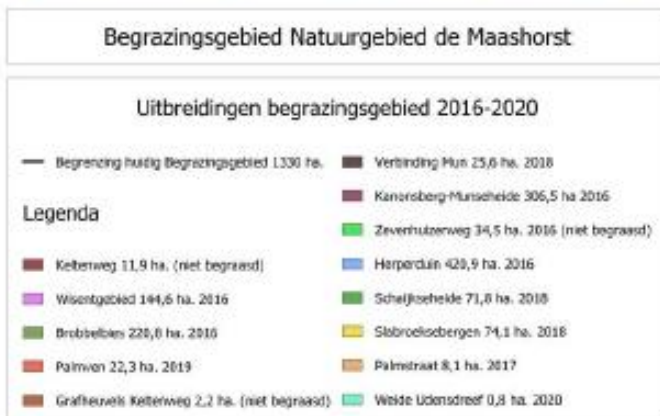 Begrazingsgebied Natuurgebied de Maashorst
Uitbreidingen begrazingsgebied 2016-2020
Begrenzing huidig Begrazingsgebied 1330 ha.
Legenda
Keltenweg 11,9 ha. (niet begraasd)
Wisentgebied 144,6 ha. 2016
Brobbelbies 220,8 ha. 2016
Palmven 22,3 ha. 2019
Grafheuvels Keltenweg 2,2 ha. (niet begraasd)
Verbinding Mun 25,6 ha. 2018
Kanonsberg-Munseheide 306,5 ha 2016
Zevenhuizerweg 34,5 ha. 2016 (niet begraasd)
Herperduin 420,9 ha. 2016
Schaijkseheide 71,8 ha. 2018
Slabroeksebergen 74,1 ha. 2018
Palmstraat 8,1 ha. 2017
Weide Udensdreef 0,8 ha. 2020